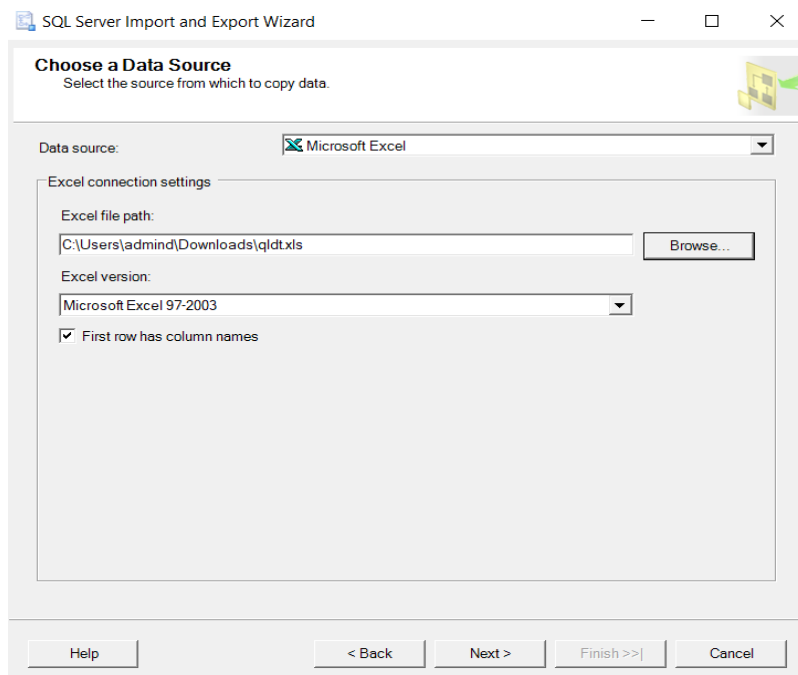 SQL Server Import and Export Wizard
Choose a Data Source
Select the source from which to copy data.
Data source:
Microsoft Excel
Excel connection settings
Excel file path:
C:\Users\admind\Downloads\qldt.xls
Browse...
Excel version:
Microsoft Excel 97-2003
First row has column names
Help
< Back
Next >
Finish >>|
Cancel